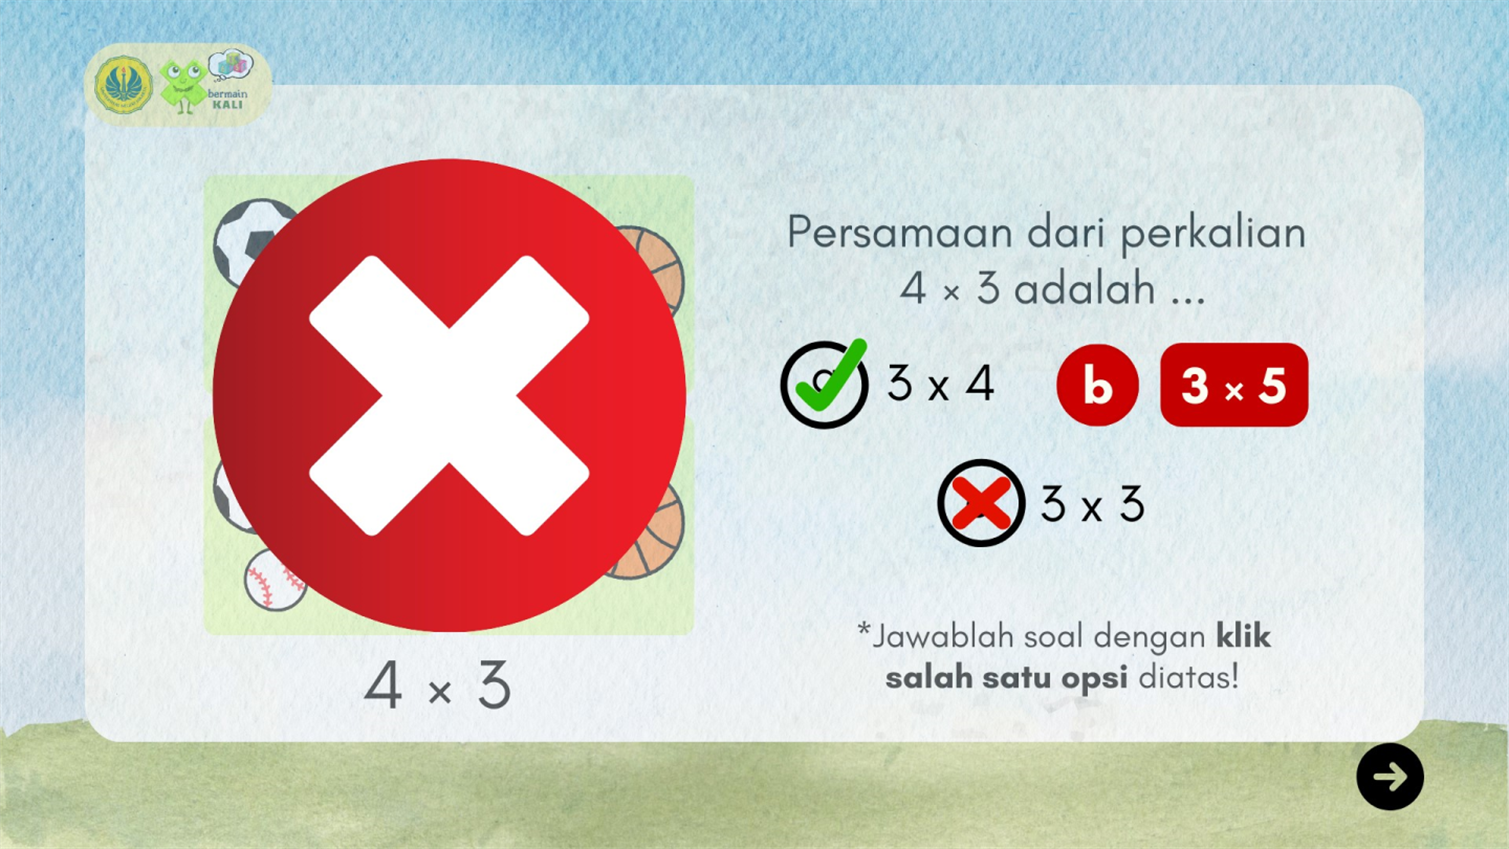 bermain
KALI
Persamaan dari perkalian
4 × 3 adalah ...
3 x 4
b 3 × 5
3 x 3
*Jawablah soal dengan klik
salah satu opsi diatas!
4 × 3